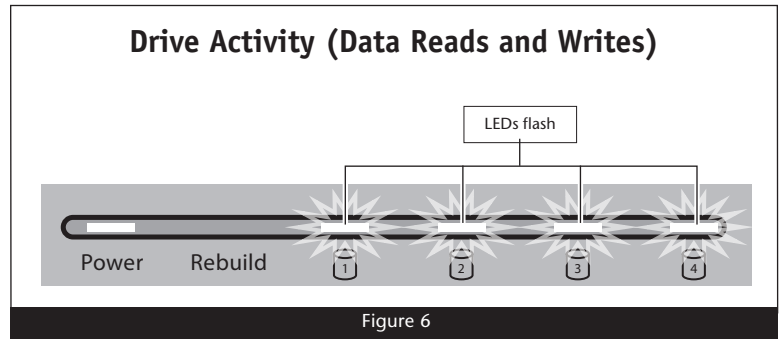 Drive Activity (Data Reads and Writes)
LEDs flash
Power Rebuild 1 2 3 4
Figure 6